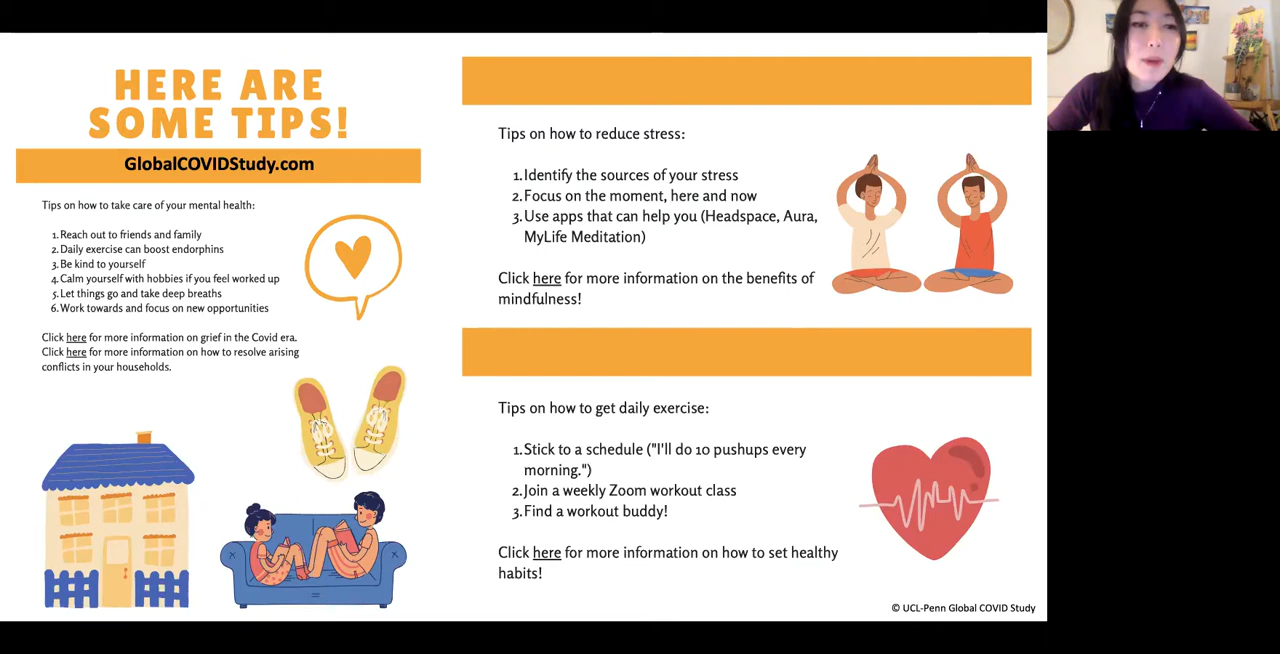 HERE ARE
SOME TIPS!
GlobalCOVIDStudy.com
Tips on how to take care of your mental health:
1. Reach out to friends and family
2. Daily exercise can boost endorphins
3. Be kind to yourself
4. Calm yourself with hobbies if you feel worked up
5. Let things go and take deep breaths
6. Work towards and focus on new opportunities
Click here for more information on grief in the Covid era.
Click here for more information on how to resolve arising
conflicts in your households.
Tips on how to reduce stress:
1. Identify the sources of your stress
2. Focus on the moment, here and now
3. Use apps that can help you (Headspace, Aura,
MyLife Meditation)
Click here for more information on the benefits of
mindfulness!
Tips on how to get daily exercise:
1. Stick to a schedule ("I'll do 10 pushups every
morning.")
2. Join a weekly Zoom workout class
3. Find a workout buddy!
Click here for more information on how to set healthy
habits!
© UCL-Penn Global COVID Study